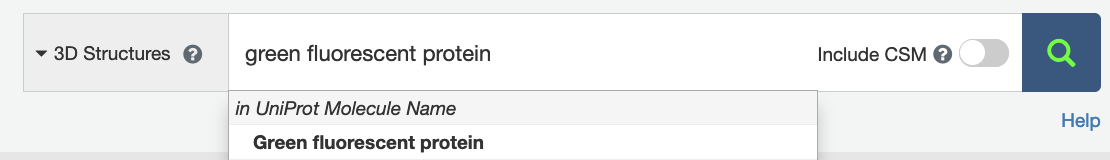 3D Structures ? green fluorescent protein Include CSM ?
in UniProt Molecule Name
Help
Green fluorescent protein